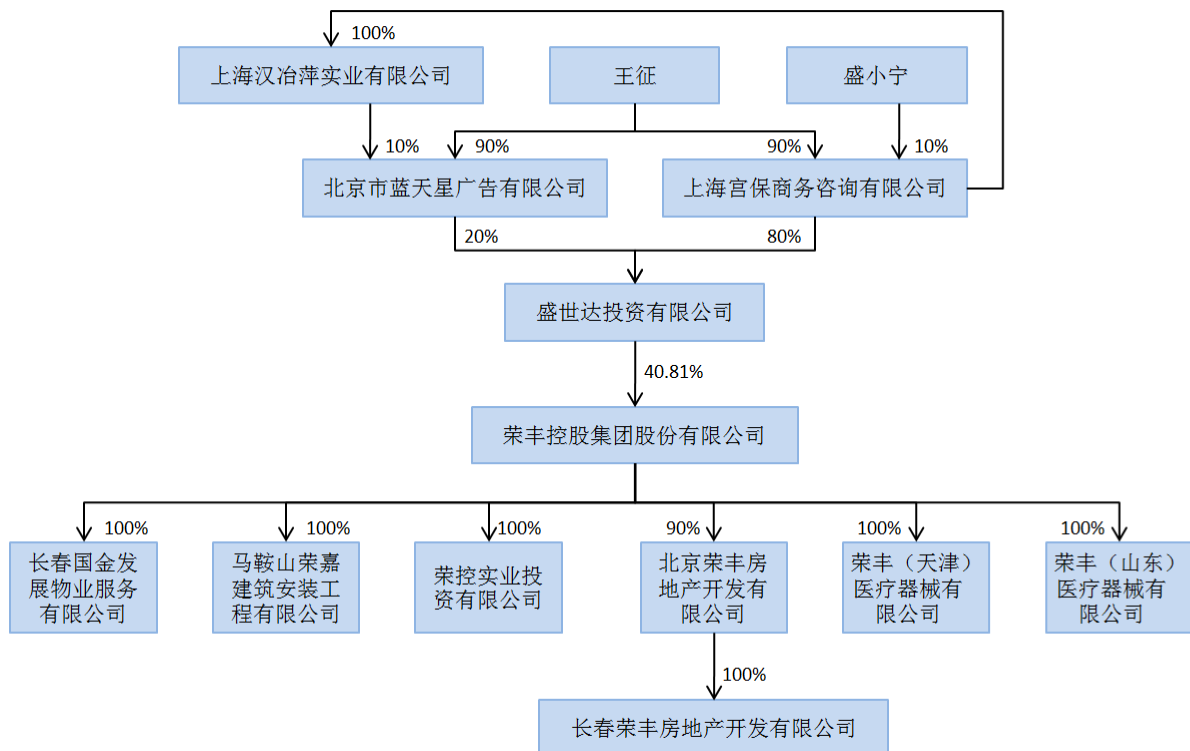 100%
上海汉冶萍实业有限公司
王征
盛小宁
10%
90%
90%
10%
北京市蓝天星广告有限公司
上海宫保商务咨询有限公司
20%
80%
盛世达投资有限公司
40.81%
荣丰控股集团股份有限公司
100%
100%
100%
90%
100%
100%
长春国金发
展物业服务
有限公司
马鞍山荣嘉
建筑安装工
程有限公司
荣控实业投
资有限公司
北京荣丰房
地产开发有
限公司
荣丰（天津）
医疗器械有
限公司
荣丰（山东）
医疗器械有
限公司
100%
长春荣丰房地产开发有限公司